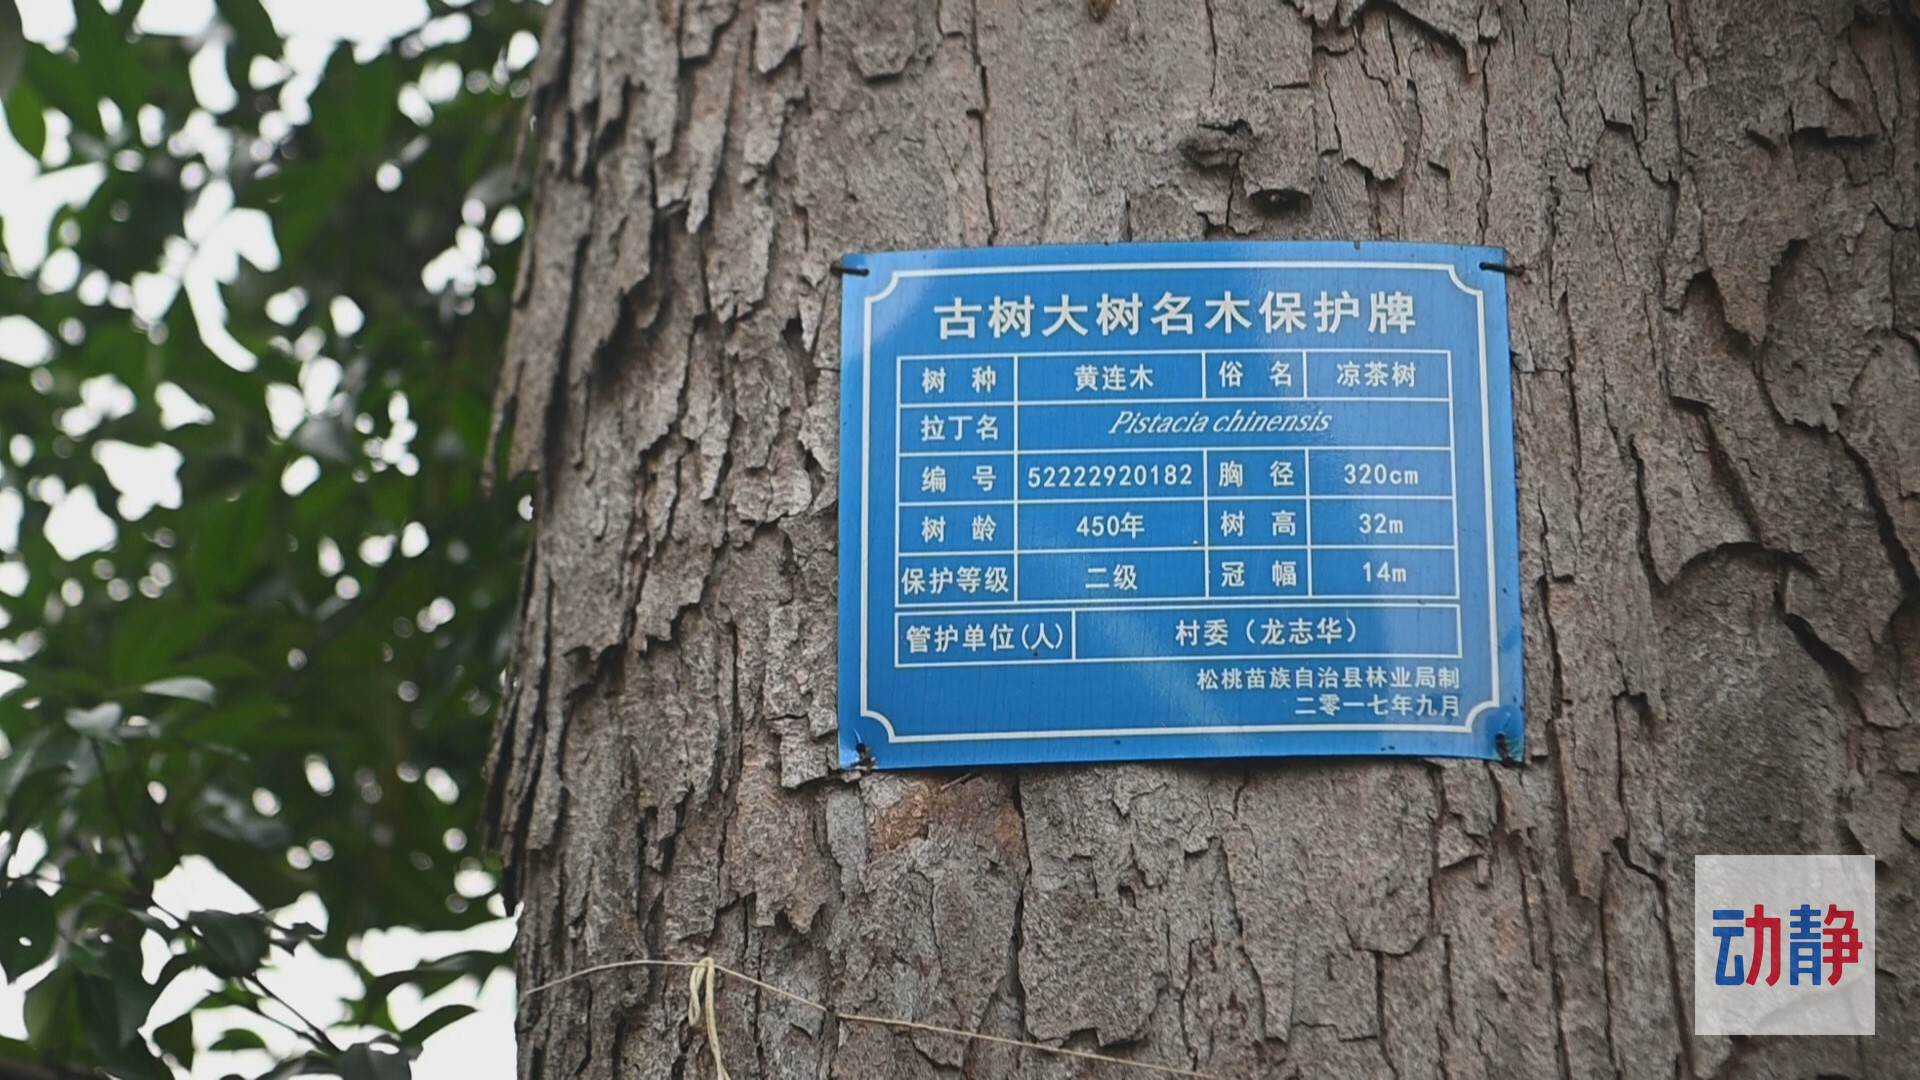 古树大树名木保护牌
树种 黄连木 俗名 凉茶树
拉丁名 Pistacia chinensis
编号 52222920182 胸径 320cm
树龄 450年 树高 32m
保护等级 二级 冠幅 14m
管护单位(人) 村委（龙志华）
松桃苗族自治县林业局制
二零一七年九月
动静